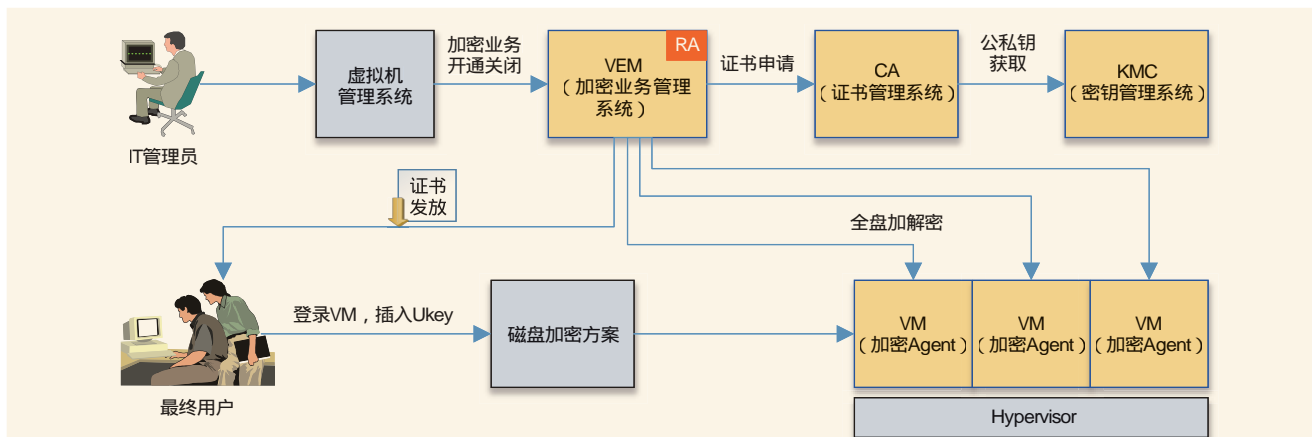 IT管理员
虚拟机
管理系统
加密业务
开通关闭
RA
VEM
（加密业务管理
系统）
证书申请
CA
（证书管理系统）
公私钥
获取
KMC
（密钥管理系统）
证书
发放
全盘加解密
最终用户
登录VM，插入Ukey
磁盘加密方案
VM
（加密Agent）
VM
（加密Agent）
VM
（加密Agent）
Hypervisor